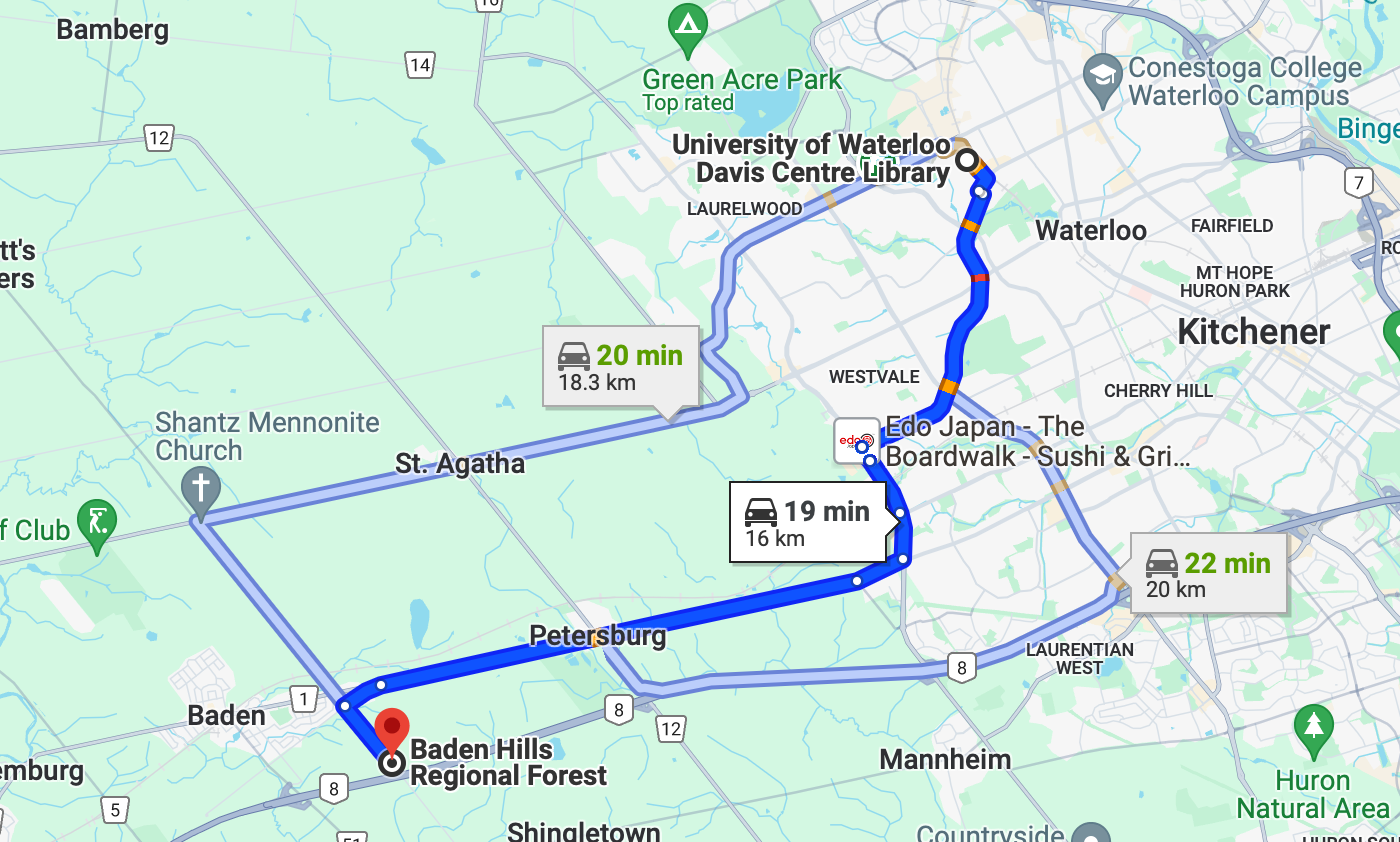 16
Bamberg
14
Green Acre Park
Top rated
Conestoga College
Waterloo Campus
12
University of Waterloo
Davis Centre Library
7
LAURELWOOD
Waterloo
FAIRFIELD
tt's
ers
MT HOPE
HURON PARK
Kitchener
20 min
18.3 km
WESTVALE
CHERRY HILL
Shantz Mennonite
Church
edo
Edo Japan - The
Boardwalk - Sushi & Gri...
St. Agatha
19 min
16 km
f Club
22 min
20 km
Petersburg
LAURENTIAN
WEST
8
1
Baden
8
12
Baden Hills
Regional Forest
Mannheim
emburg
8
5
Huron
Natural Area
Shingletown
Countryside